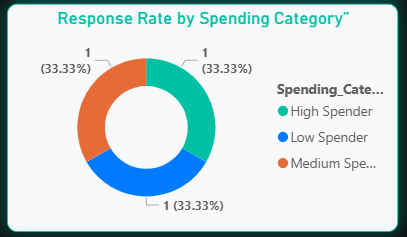 Response Rate by Spending Category”
1
(33.33%)
1
(33.33%)
1 (33.33%)
Spending_Cate...
High Spender
Low Spender
Medium Spe...